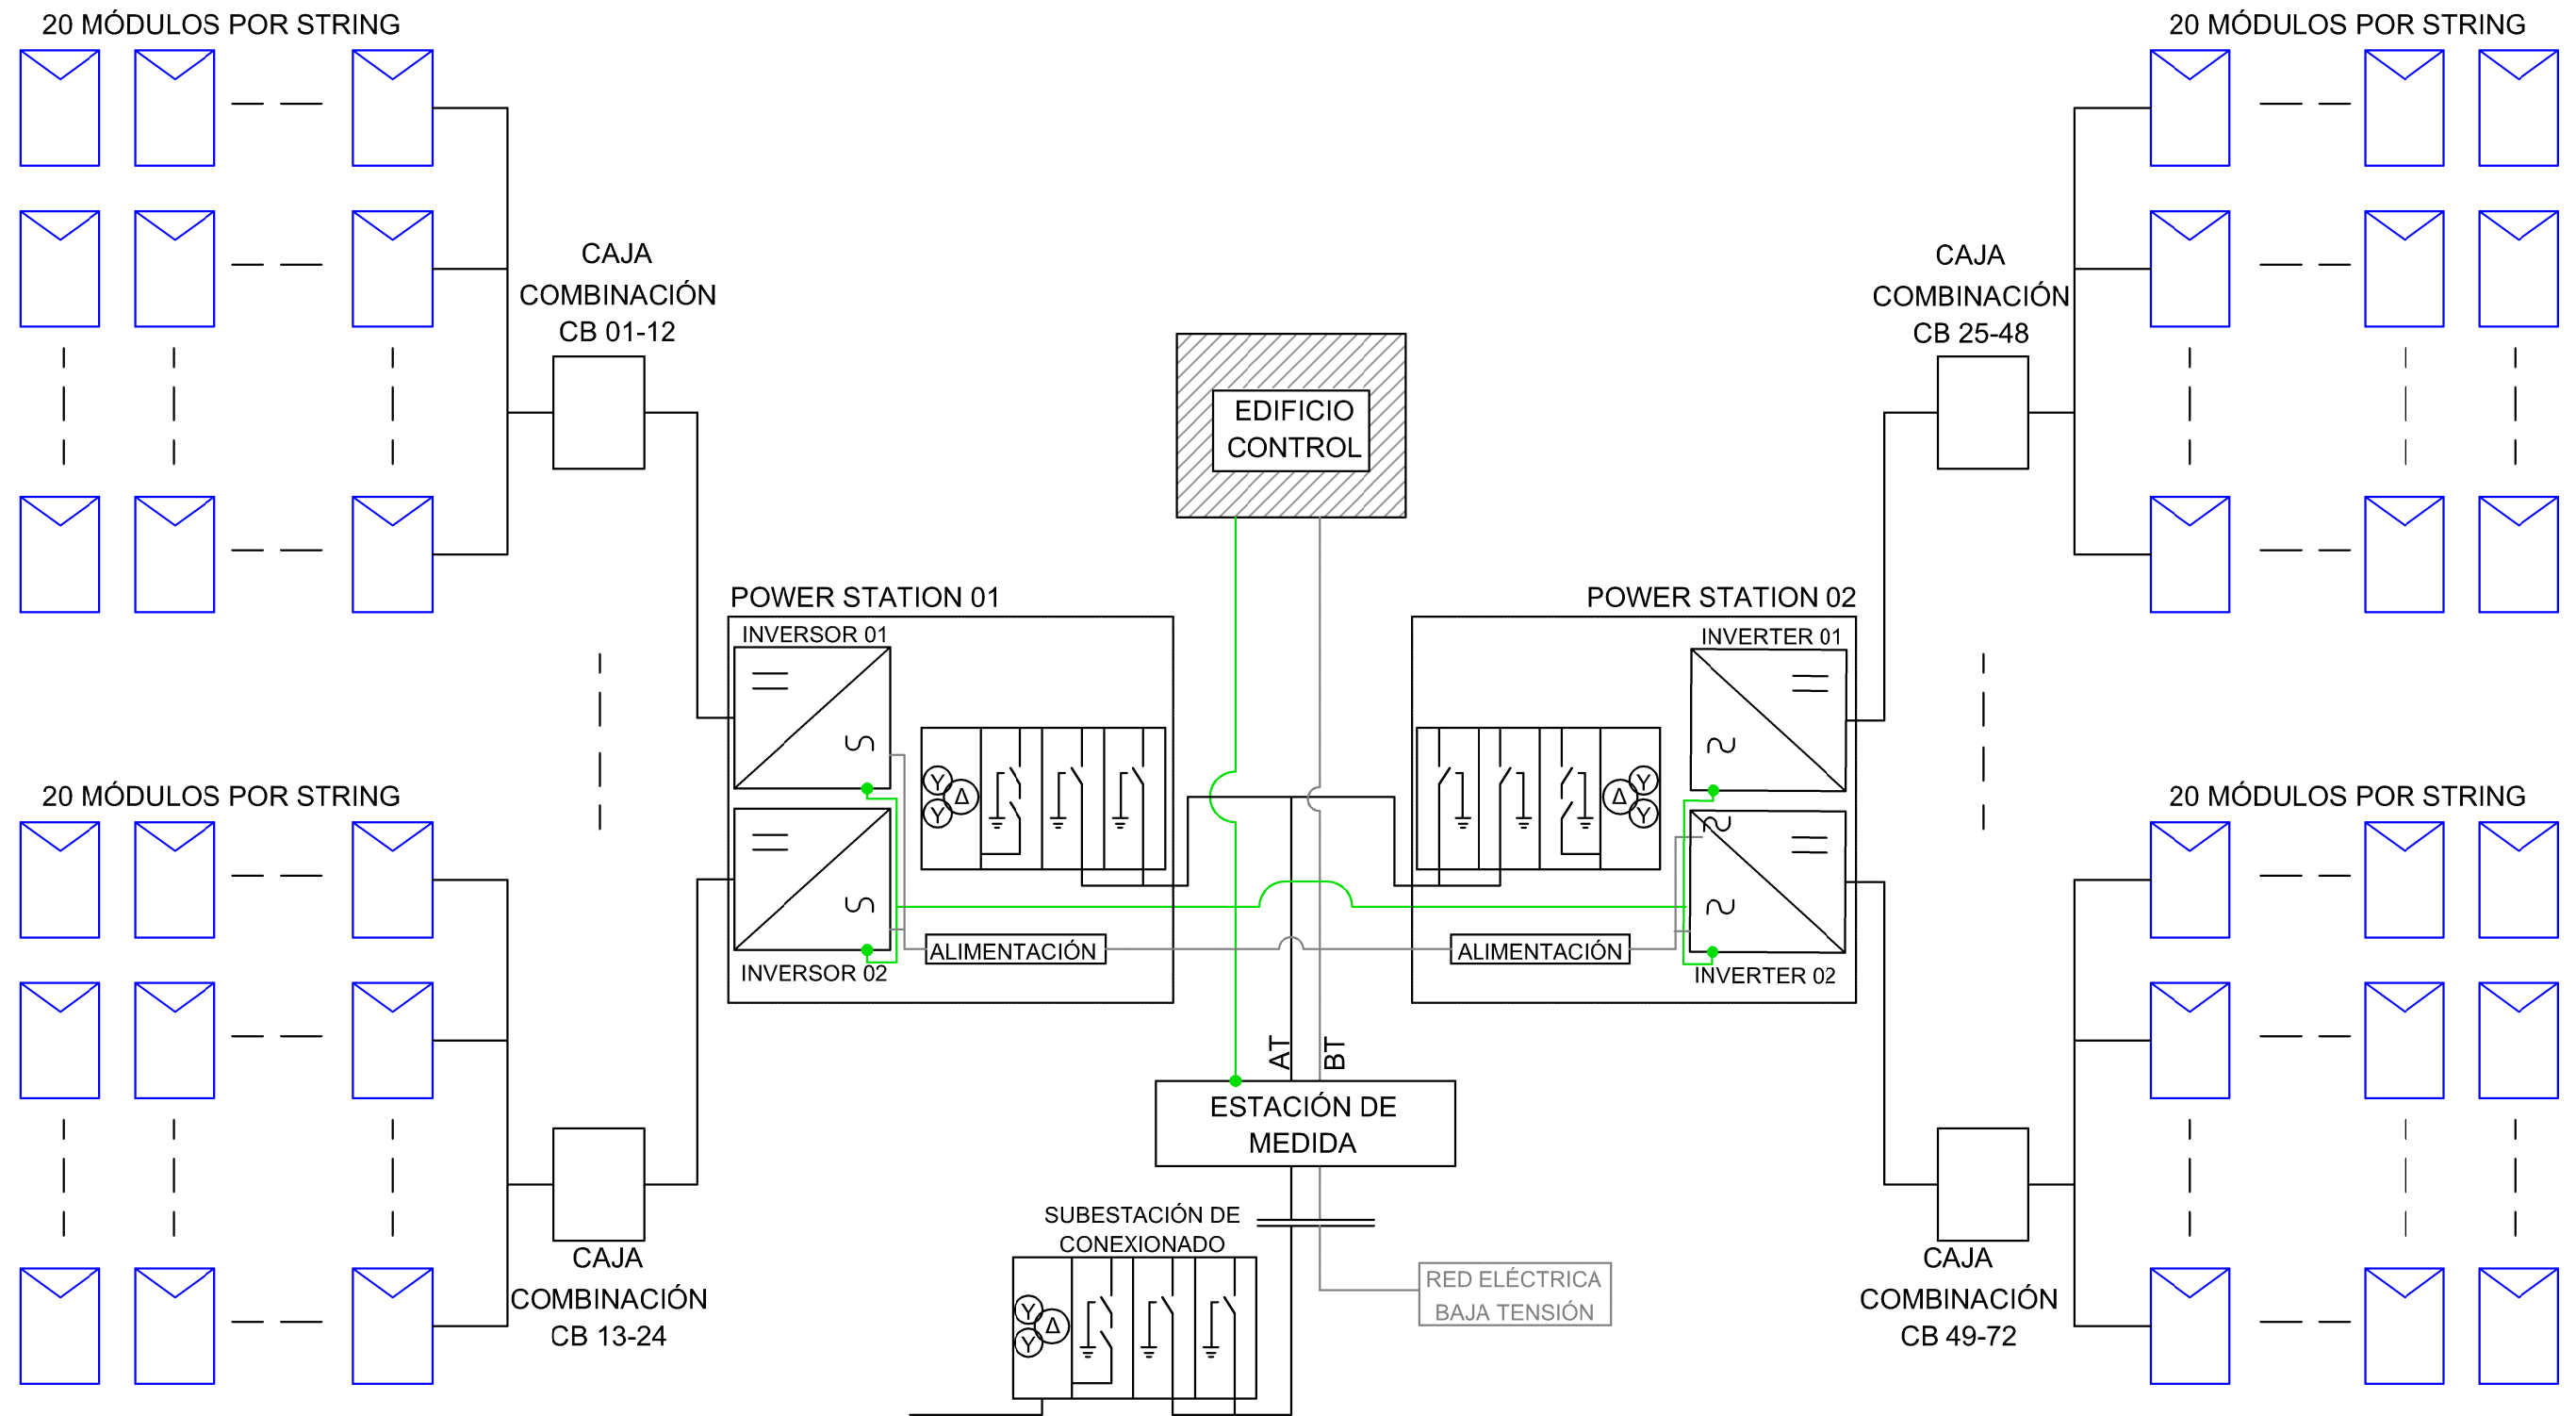 20 MÓDULOS POR STRING
20 MÓDULOS POR STRING
CAJA
COMBINACIÓN
CB 01-12
CAJA
COMBINACIÓN
CB 25-48
EDIFICIO
CONTROL
POWER STATION 01
INVERSOR 01
Y
Y
Δ
INVERSOR 02
ALIMENTACIÓN
POWER STATION 02
INVERTER 01
Δ
Y
Y
INVERTER 02
ALIMENTACIÓN
20 MÓDULOS POR STRING
20 MÓDULOS POR STRING
AT
BT
ESTACIÓN DE
MEDIDA
SUBESTACIÓN DE
CONEXIONADO
Y
Y
Δ
RED ELÉCTRICA
BAJA TENSIÓN
CAJA
COMBINACIÓN
CB 13-24
CAJA
COMBINACIÓN
CB 49-72